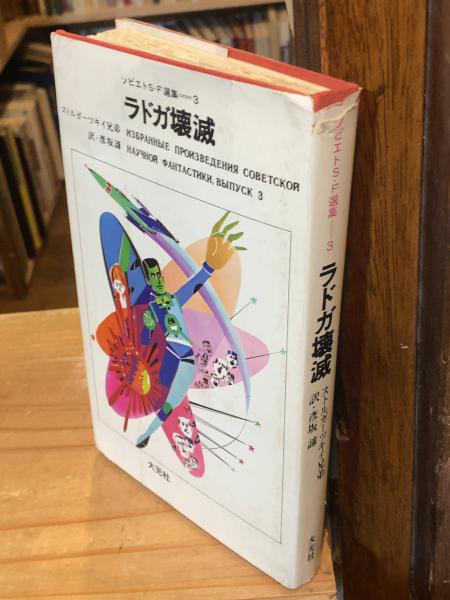 ソビエトS・F選集＝3
ラドガ壊滅
ストルガーツキイ兄弟
訳・彦坂諦
ИЗБРАННЫЕ ПРОИЗВЕДЕНИЯ СОВЕТСКОЙ
НАУЧНОЙ ФАНТАСТИКИ, ВЫПУСК 3
大光社
ソビエトS・F選集＝3
ラドガ壊滅
ストルガーツキイ兄弟
訳・彦坂諦
大光社